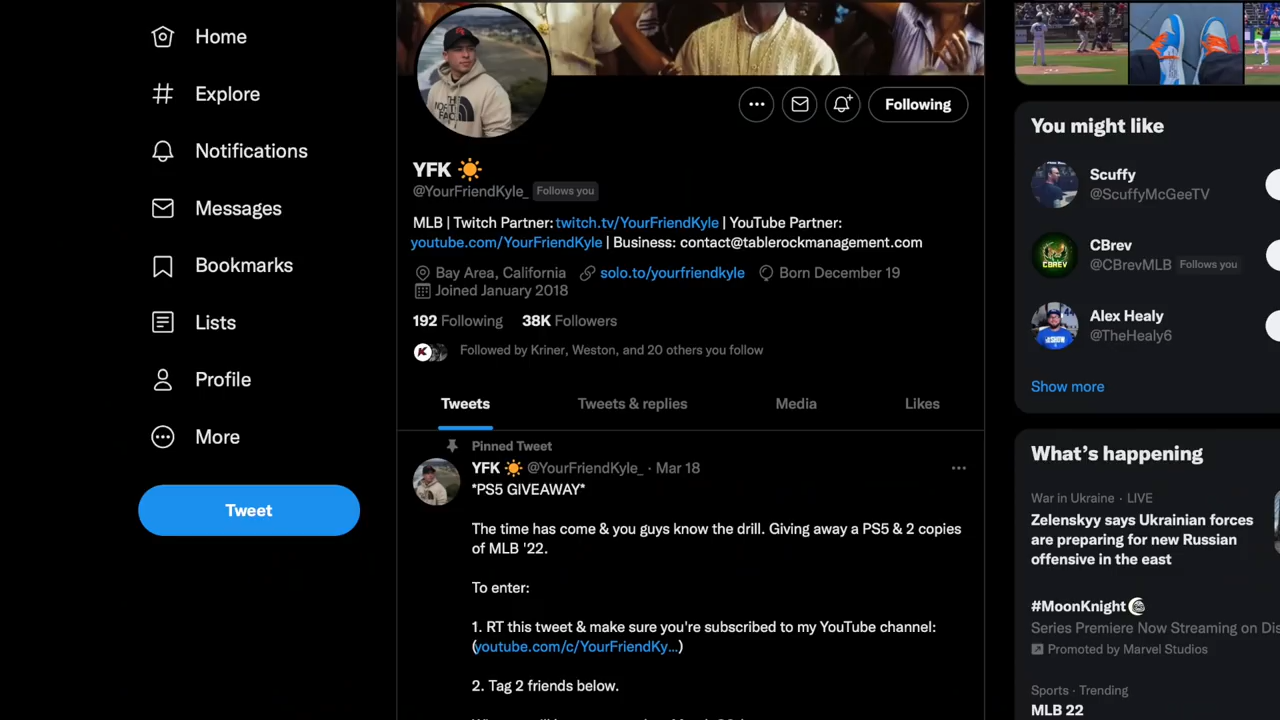 Home
Explore
Notifications
Messages
Bookmarks
Lists
Profile
More
Tweet
THE NORTH FACE
Following
YFK ☀️
@YourFriendKyle_ Follows you
MLB | Twitch Partner: twitch.tv/YourFriendKyle | YouTube Partner:
youtube.com/YourFriendKyle | Business: contact@tablerockmanagement.com
Bay Area, California solo.to/yourfriendkyle Born December 19
Joined January 2018
192 Following 38K Followers
Followed by Kriner, Weston, and 20 others you follow
Tweets Tweets & replies Media Likes
Pinned Tweet
YFK ☀️ @YourFriendKyle_ · Mar 18
*PS5 GIVEAWAY*
The time has come & you guys know the drill. Giving away a PS5 & 2 copies
of MLB '22.
To enter:
1. RT this tweet & make sure you're subscribed to my YouTube channel:
(youtube.com/c/YourFriendKy...)
2. Tag 2 friends below.
You might like
Scuffy
@ScuffyMcGeeTV
CBREV
CBrev
@CBrevMLB Follows you
Alex Healy
@TheHealy6
Show more
What's happening
War in Ukraine · LIVE
Zelenskyy says Ukrainian forces
are preparing for new Russian
offensive in the east
#MoonKnight
Series Premiere Now Streaming on Dis
Promoted by Marvel Studios
Sports · Trending
MLB 22